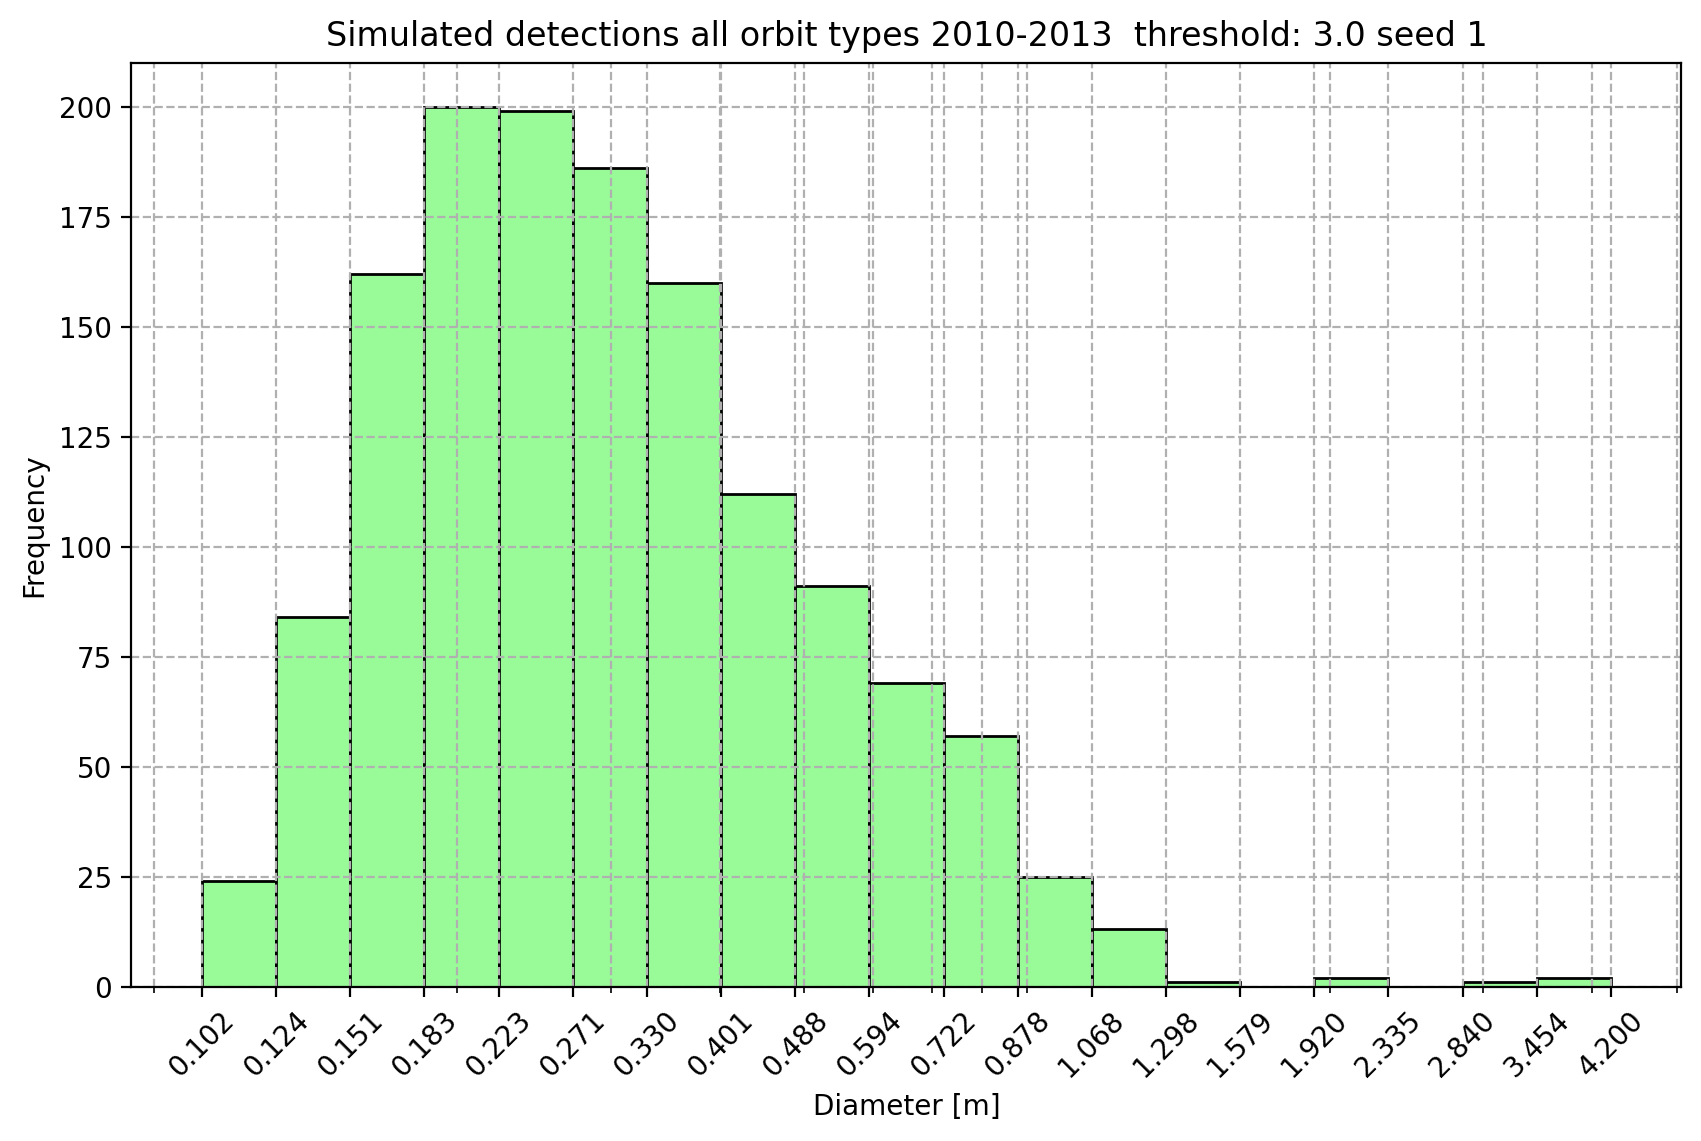 Simulated detections all orbit types 2010-2013  threshold: 3.0 seed 1
Frequency
200
175
150
125
100
75
50
25
0
0.102 0.124 0.151 0.183 0.223 0.271 0.330 0.401 0.488 0.594 0.722 0.878 1.068 1.298 1.579 1.920 2.335 2.840 3.454 4.200
Diameter [m]